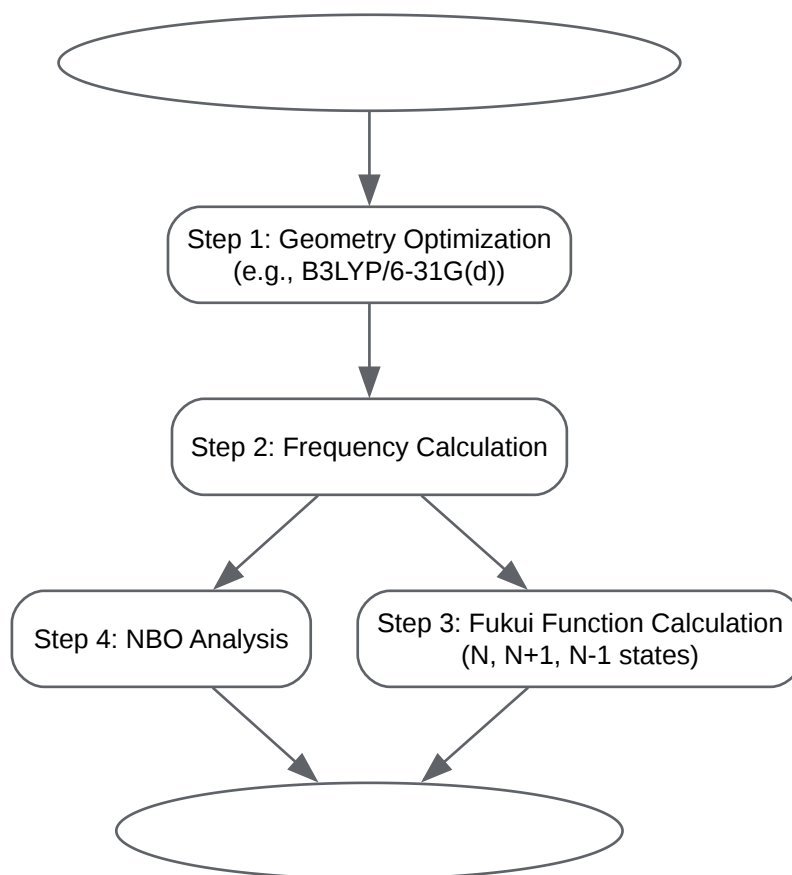 Step 1: Geometry Optimization
(e.g., B3LYP/6-31G(d))
Step 2: Frequency Calculation
Step 4: NBO Analysis
Step 3: Fukui Function Calculation
(N, N+1, N-1 states)